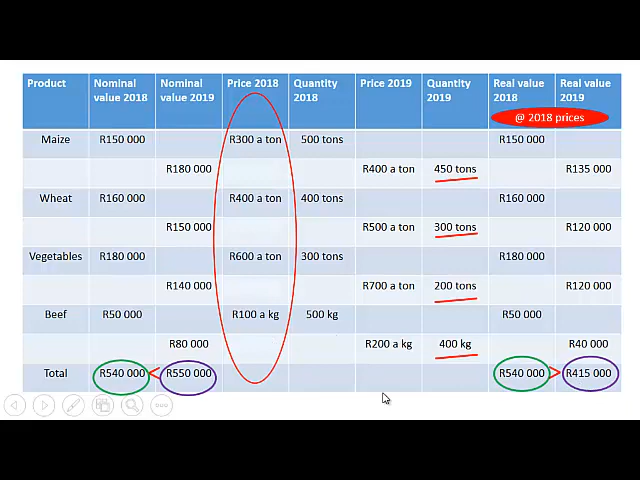 Product Nominal value 2018 Nominal value 2019 Price 2018 Quantity 2018 Price 2019 Quantity 2019 Real value 2018 Real value 2019
@ 2018 prices
Maize R150 000 R300 a ton 500 tons R150 000
R180 000 R400 a ton 450 tons R135 000
Wheat R160 000 R400 a ton 400 tons R160 000
R150 000 R500 a ton 300 tons R120 000
Vegetables R180 000 R600 a ton 300 tons R180 000
R140 000 R700 a ton 200 tons R120 000
Beef R50 000 R100 a kg 500 kg R50 000
R80 000 R200 a kg 400 kg R40 000
Total R540 000 < R550 000 R540 000 > R415 000